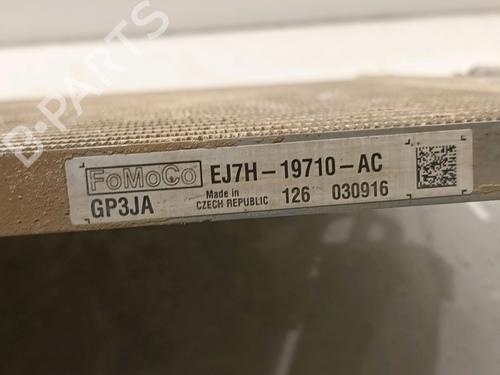 B-PARTS
FoMoCo EJ7H-19710-AC
GP3JA Made in CZECH REPUBLIC 126 030916